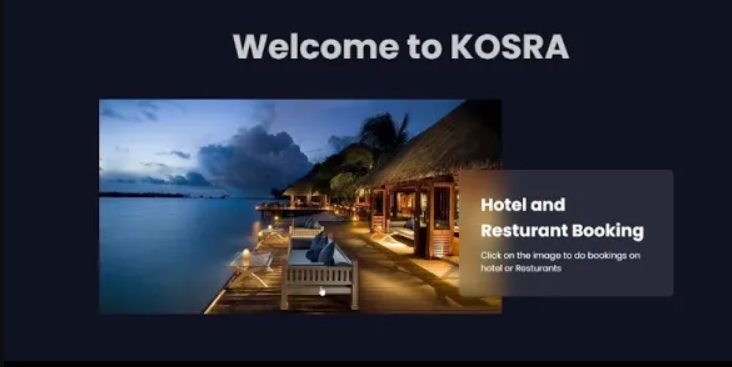 Welcome to KOSRA
Hotel and
Resturant Booking
Click on the image to do bookings on
hotel or Resturants